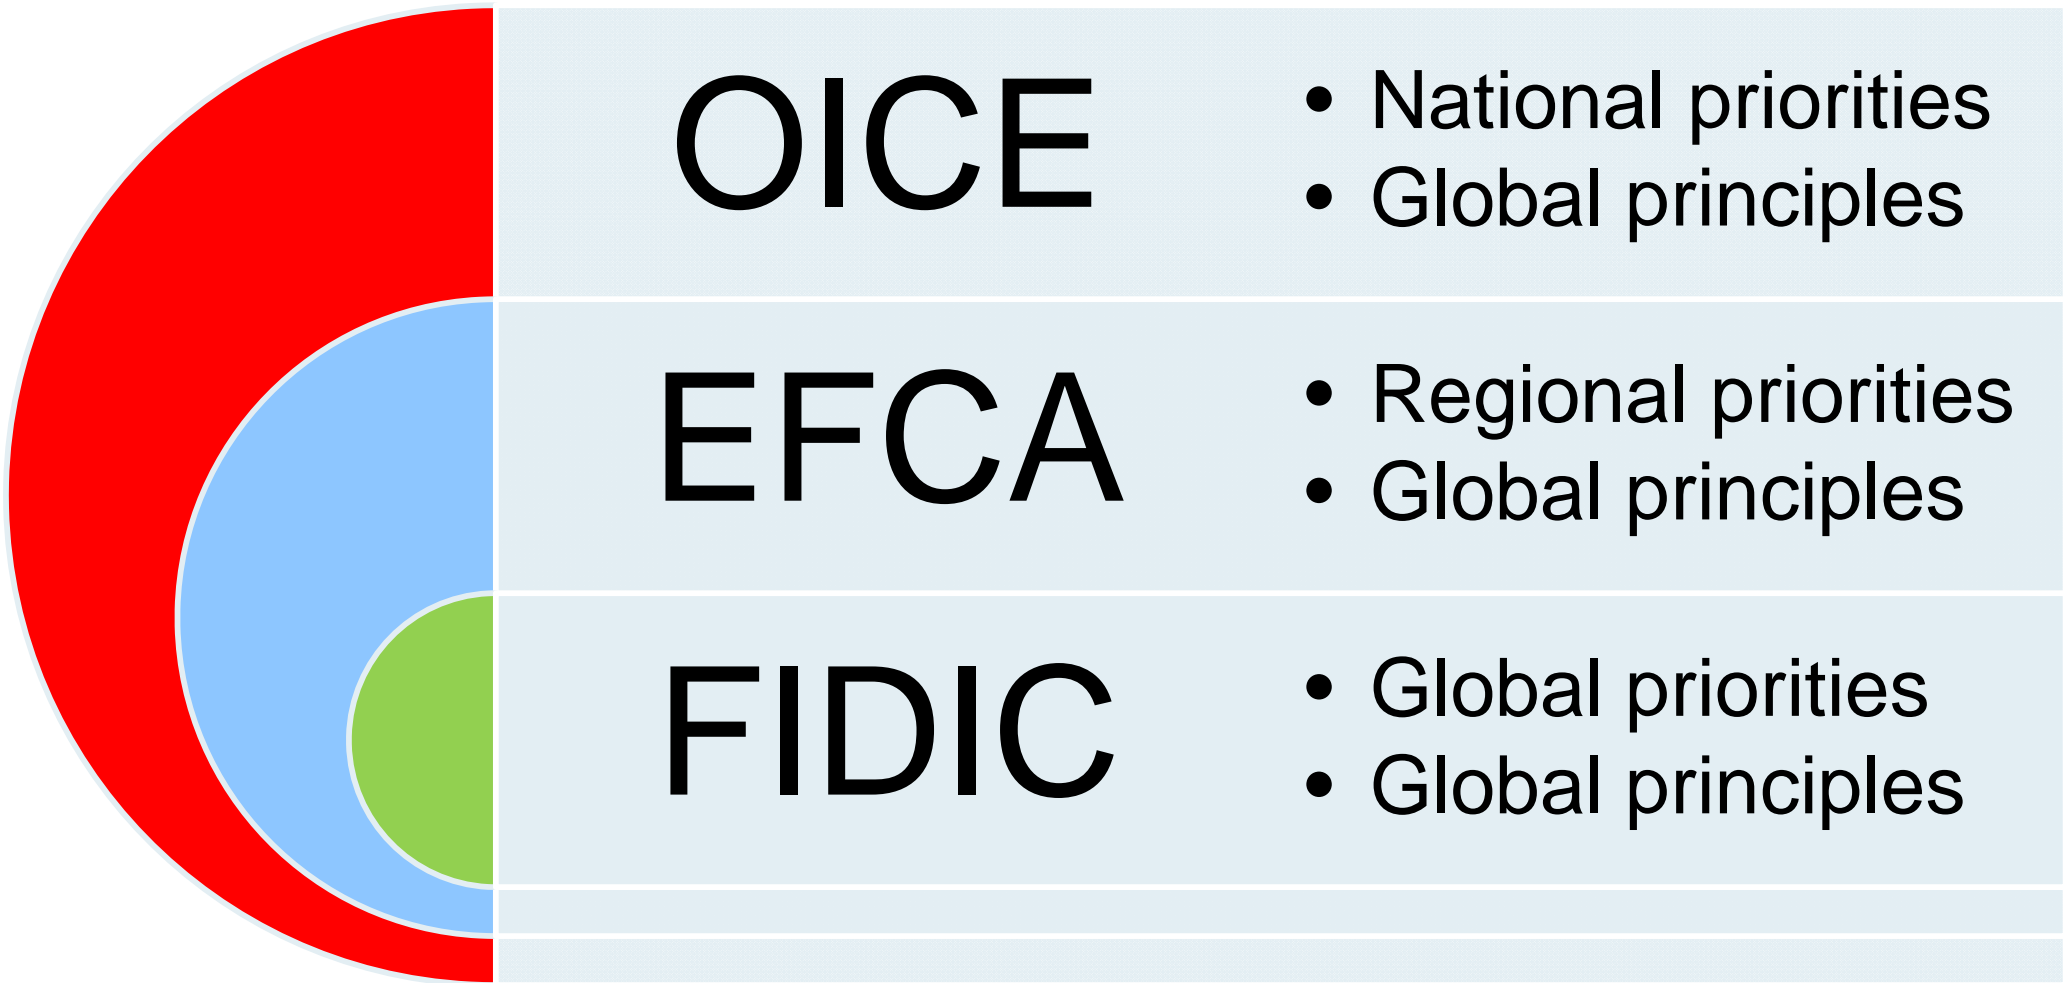 OICE
• National priorities
• Global principles
EFCA
• Regional priorities
• Global principles
FIDIC
• Global priorities
• Global principles